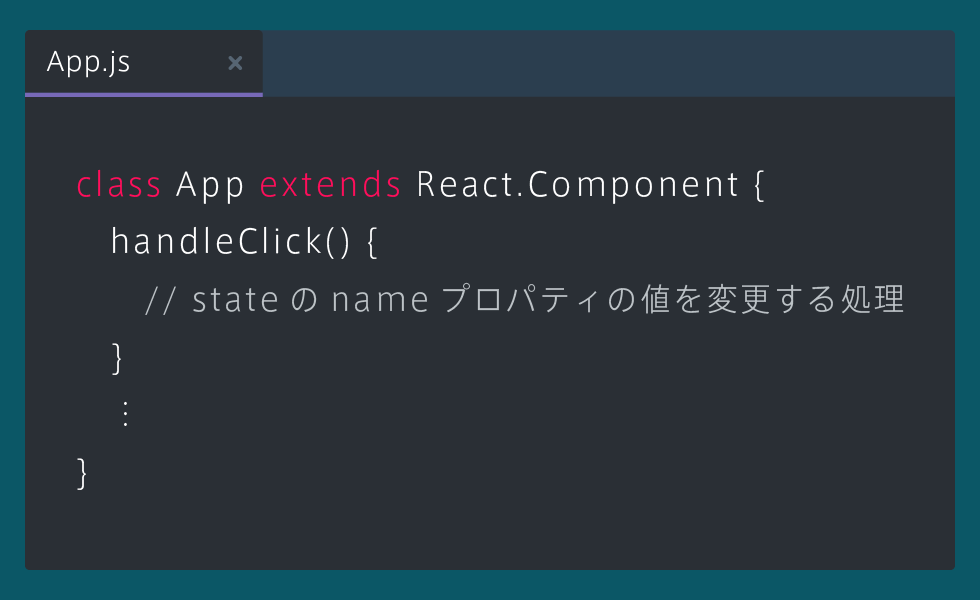 App.js ×
class App extends React.Component {
handleClick() {
// state の name プロパティの値を変更する処理
}
⋮
}